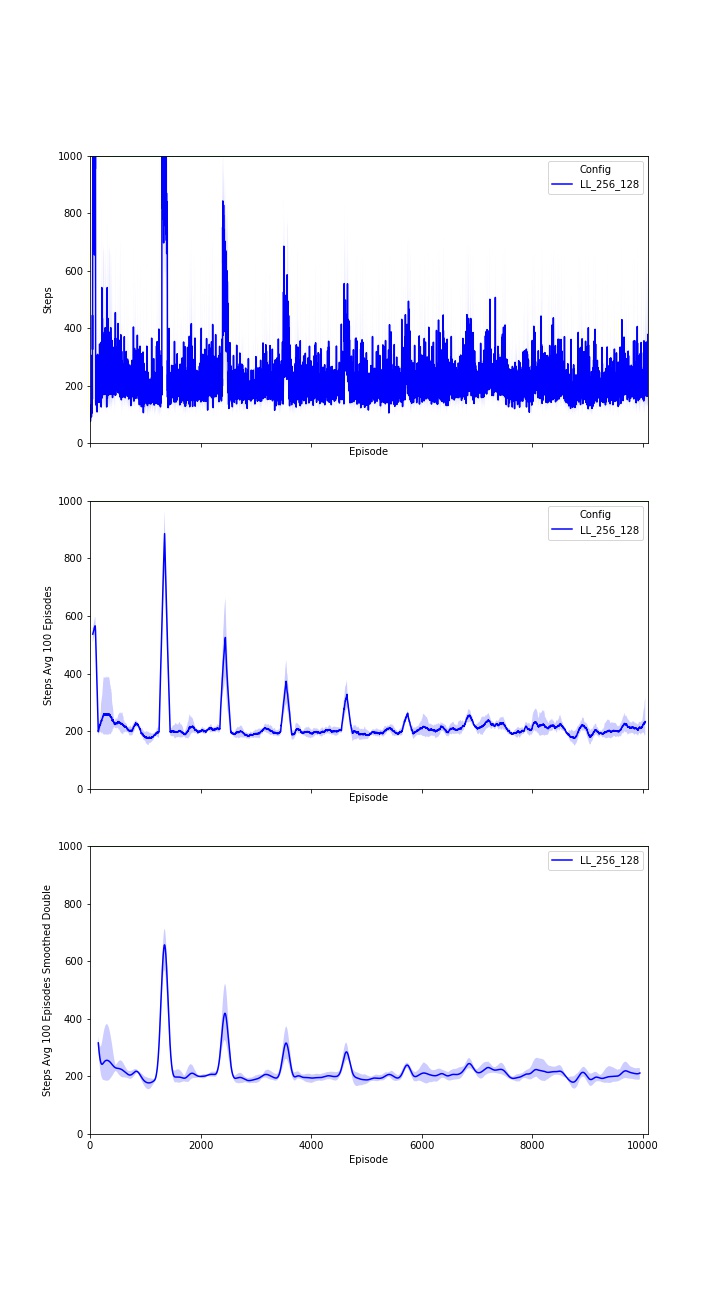 1000
800
600
400
200
0
Steps
Config
LL_256_128
Episode
1000
800
600
400
200
0
Steps Avg 100 Episodes
Config
LL_256_128
Episode
1000
800
600
400
200
0
Steps Avg 100 Episodes Smoothed Double
LL_256_128
0 2000 4000 6000 8000 10000
Episode